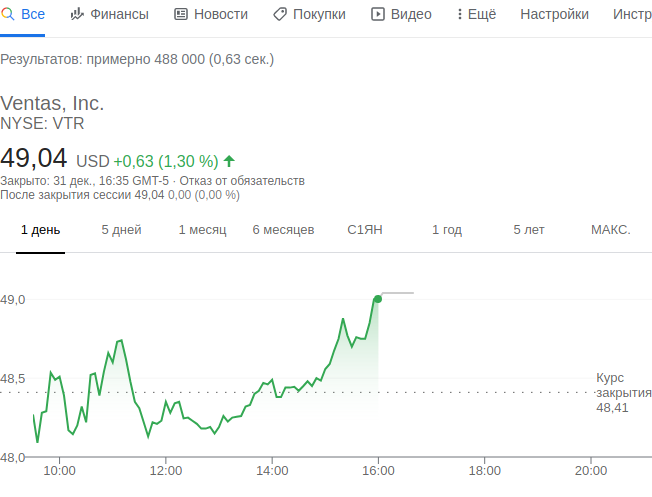 Все Финансы Новости Покупки Видео Ещё Настройки Инстр
Результатов: примерно 488 000 (0,63 сек.)
Ventas, Inc.
NYSE: VTR
49,04 USD +0,63 (1,30 %)
Закрыто: 31 дек., 16:35 GMT-5 · Отказ от обязательств
После закрытия сессии 49,04 0,00 (0,00 %)
1 день 5 дней 1 месяц 6 месяцев С1ЯН 1 год 5 лет МАКС.
49,0
48,5
Курс
закрытия
48,41
48,0
10:00 12:00 14:00 16:00 18:00 20:00